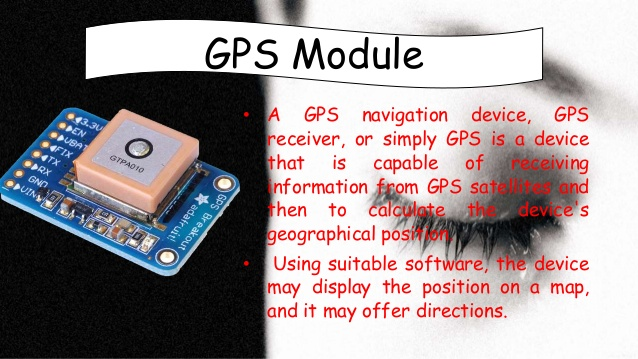 GPS Module
• A GPS navigation device, GPS
receiver, or simply GPS is a device
that is capable of receiving
information from GPS satellites and
then to calculate the device's
geographical position.
• Using suitable software, the device
may display the position on a map,
and it may offer directions.
3.3V
EN
VBAT
FIX
TX
RX
GND
VIN
GTPA010
GPS Breakout
adafruit!